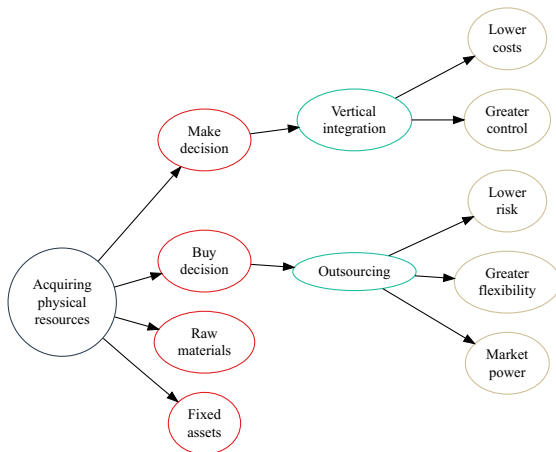 Acquiring
physical
resources
Make
decision
Vertical
integration
Lower
costs
Greater
control
Buy
decision
Outsourcing
Lower
risk
Greater
flexibility
Market
power
Raw
materials
Fixed
assets